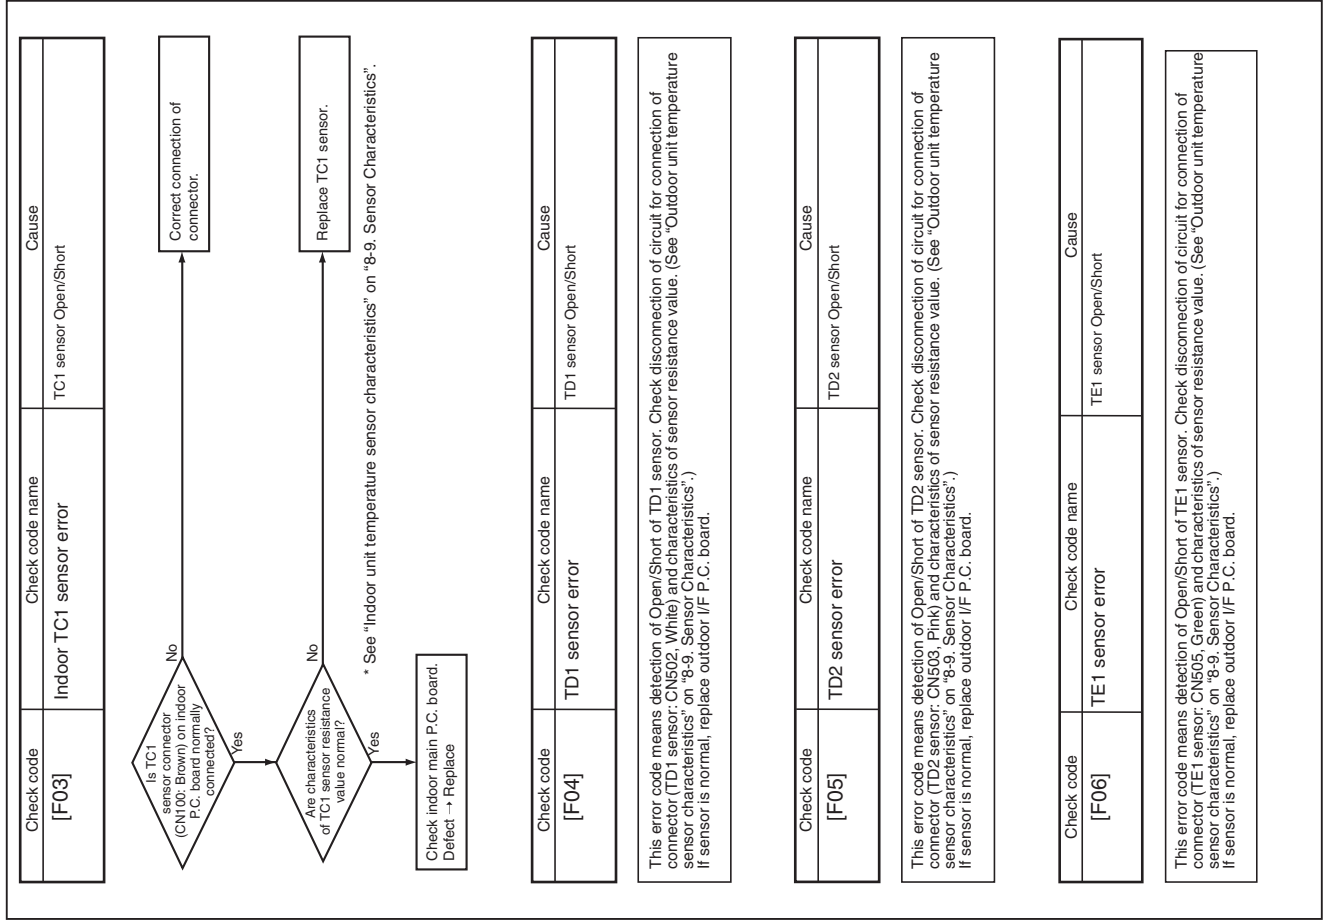 Check code
Check code name
Cause
[F03]
Indoor TC1 sensor error
TC1 sensor Open/Short
Is TC1
sensor connector
(CN100: Brown) on indoor
P.C. board normally
connected?
No
Correct connection of
connector.
Yes
Are characteristics
of TC1 sensor resistance
value normal?
No
Replace TC1 sensor.
Yes
Check indoor main P.C. board.
Defect → Replace
* See “Indoor unit temperature sensor characteristics” on “8-9. Sensor Characteristics”.
Check code
Check code name
Cause
[F04]
TD1 sensor error
TD1 sensor Open/Short
This error code means detection of Open/Short of TD1 sensor. Check disconnection of circuit for connection of
connector (TD1 sensor: CN502, White) and characteristics of sensor resistance value. (See “Outdoor unit temperature
sensor characteristics” on “8-9. Sensor Characteristics”.)
If sensor is normal, replace outdoor I/F P.C. board.
Check code
Check code name
Cause
[F05]
TD2 sensor error
TD2 sensor Open/Short
This error code means detection of Open/Short of TD2 sensor. Check disconnection of circuit for connection of
connector (TD2 sensor: CN503, Pink) and characteristics of sensor resistance value. (See “Outdoor unit temperature
sensor characteristics” on “8-9. Sensor Characteristics”.)
If sensor is normal, replace outdoor I/F P.C. board.
Check code
Check code name
Cause
[F06]
TE1 sensor error
TE1 sensor Open/Short
This error code means detection of Open/Short of TE1 sensor. Check disconnection of circuit for connection of
connector (TE1 sensor: CN505, Green) and characteristics of sensor resistance value. (See “Outdoor unit temperature
sensor characteristics” on “8-9. Sensor Characteristics”.)
If sensor is normal, replace outdoor I/F P.C. board.